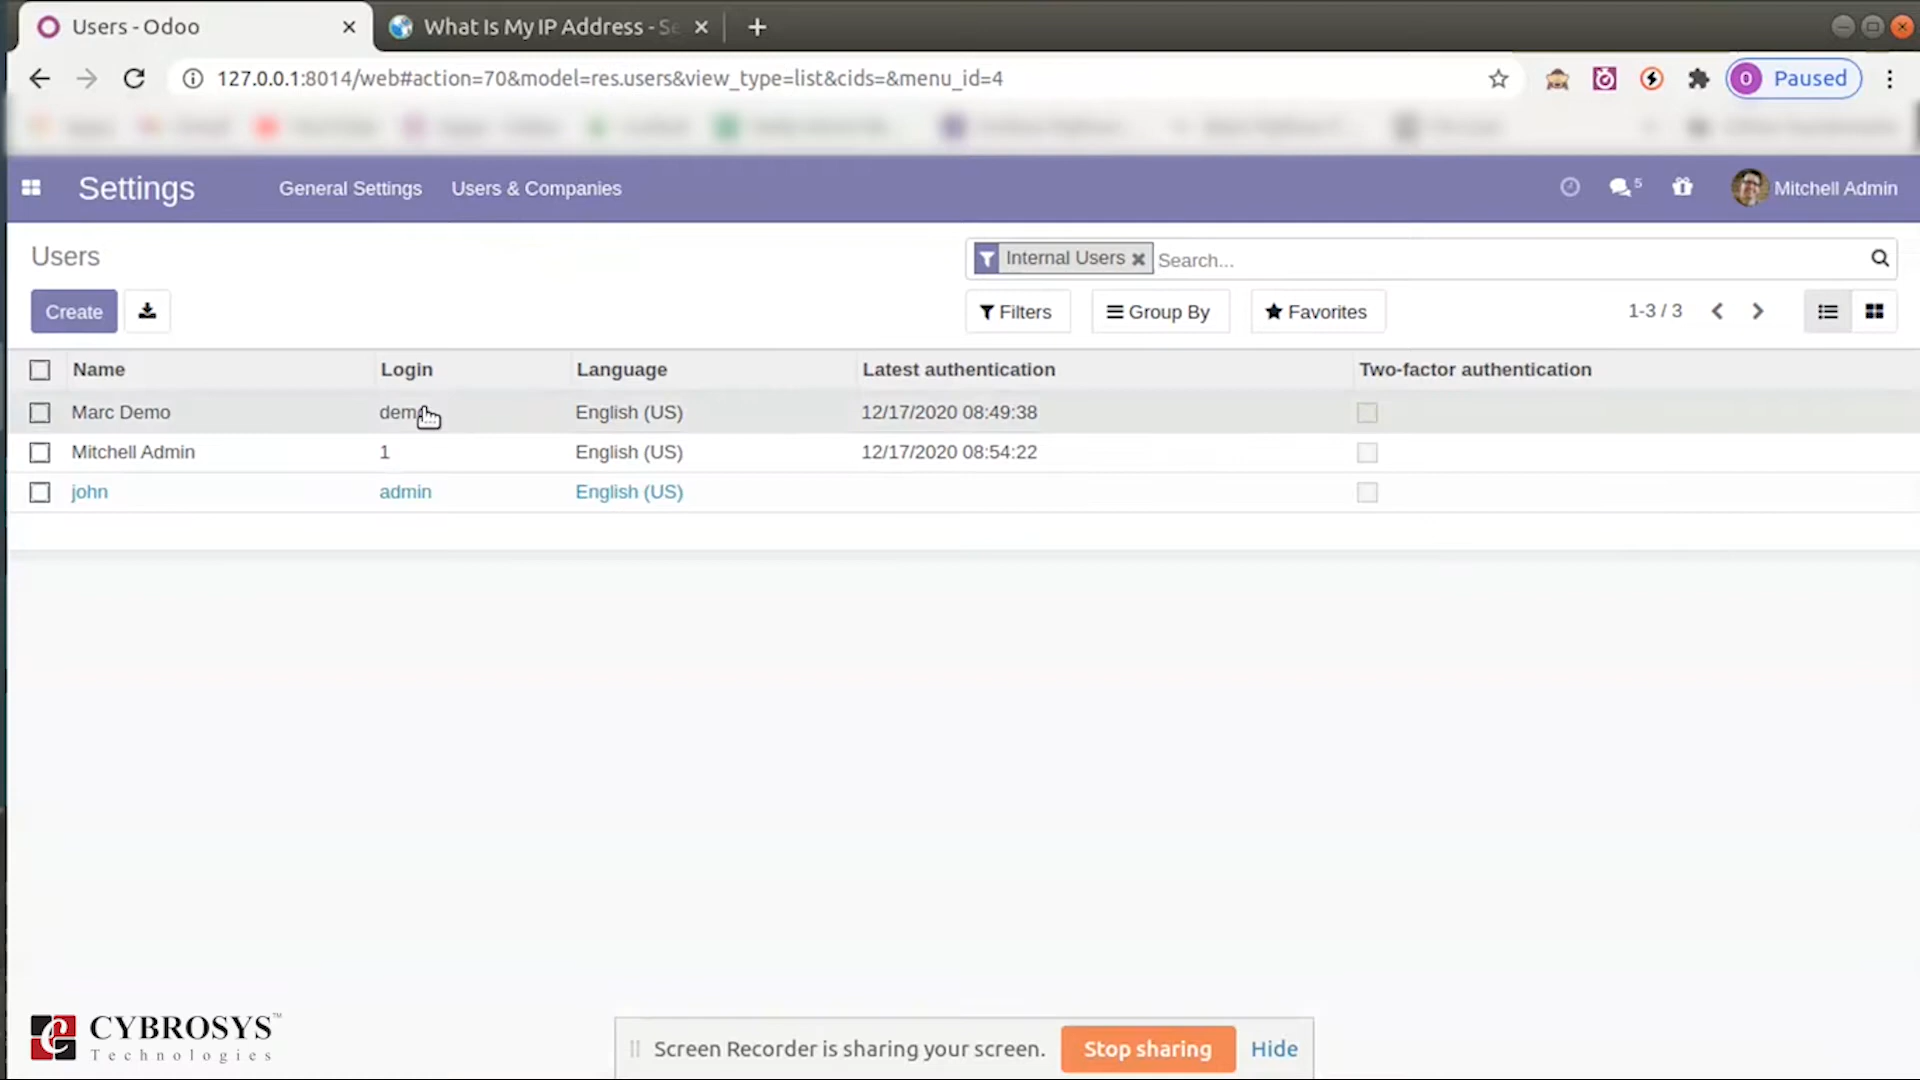 Users - Odoo
What Is My IP Address - Se
127.0.0.1:8014/web#action=70&model=res.users&view_type=list&cids=&menu_id=4
O Paused
Settings
General Settings
Users & Companies
5
Mitchell Admin
Users
Internal Users
Search...
Create
Filters
Group By
Favorites
1-3 / 3
Name Login Language Latest authentication Two-factor authentication
Marc Demo demo English (US) 12/17/2020 08:49:38
Mitchell Admin 1 English (US) 12/17/2020 08:54:22
john admin English (US)
CYBROSYS™
Technologies
Screen Recorder is sharing your screen.
Stop sharing
Hide